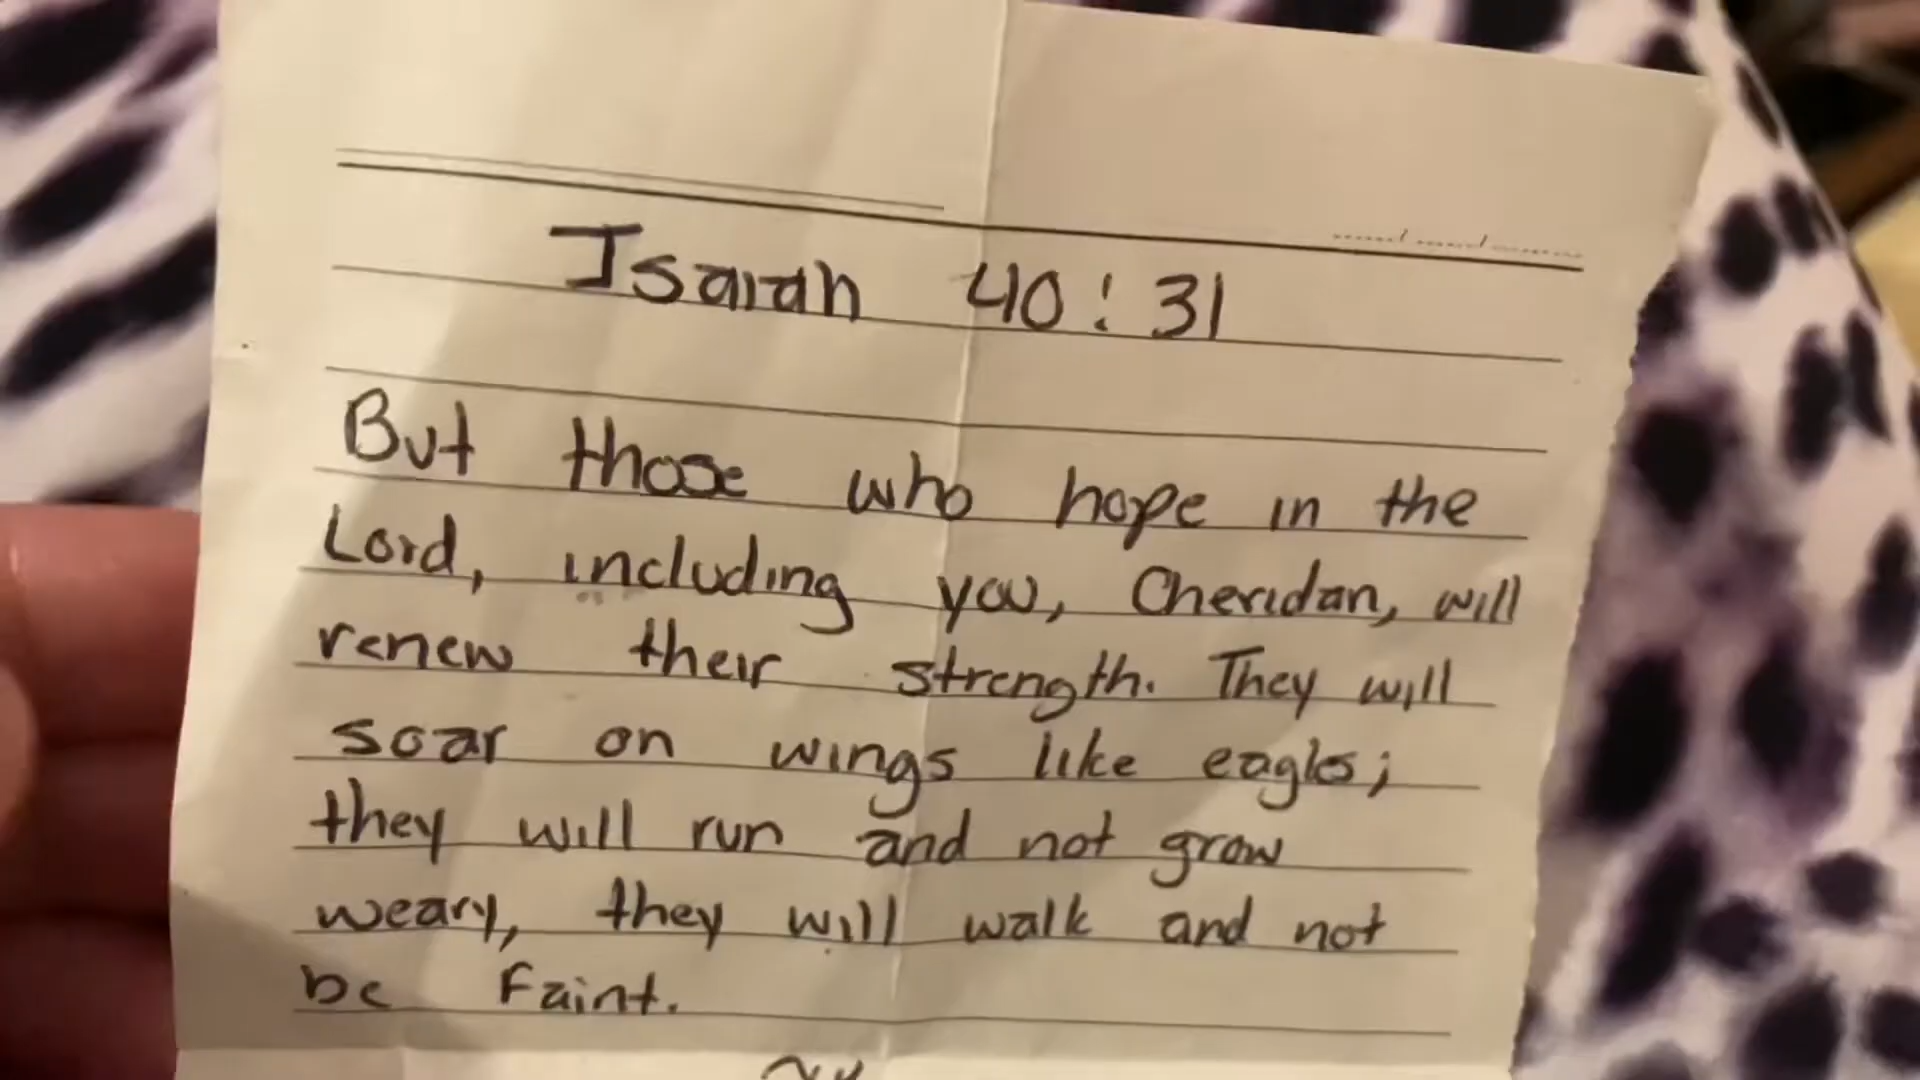 Isaiah 40:31
But those who hope in the
Lord, including you, Cheridan, will
renew their strength. They will
soar on wings like eagles;
they will run and not grow
weary, they will walk and not
be faint.